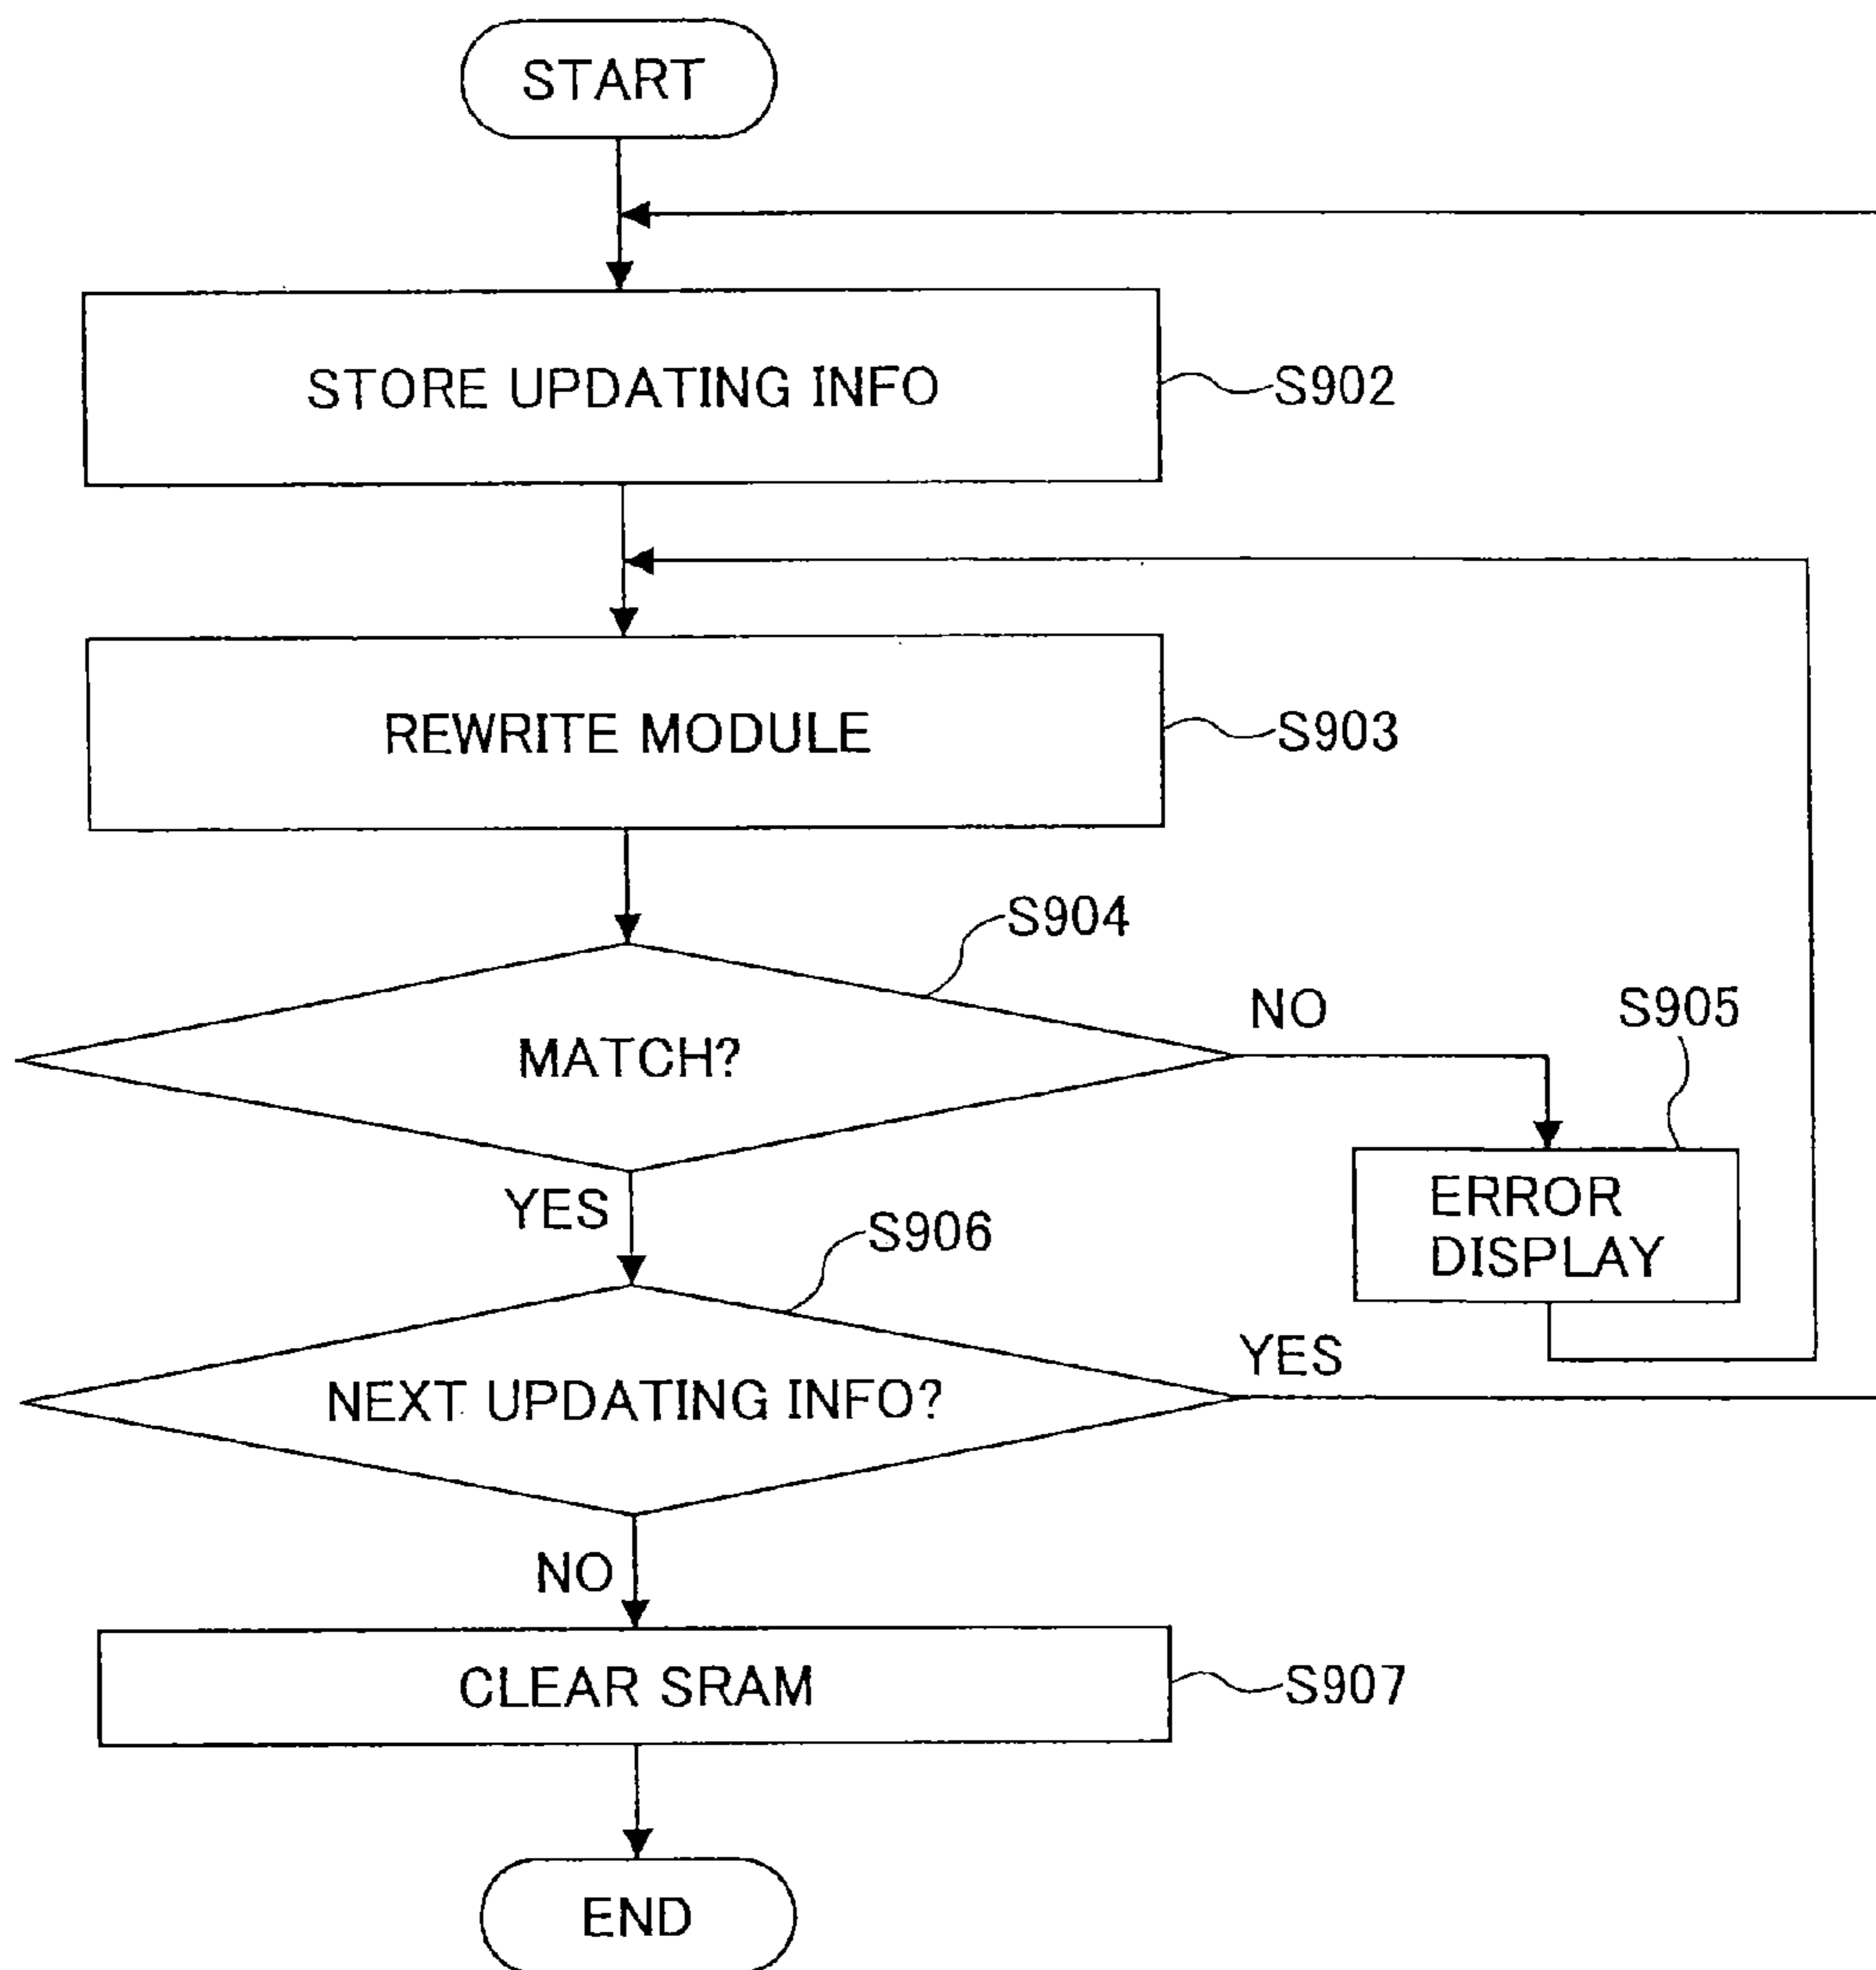 START
STORE UPDATING INFO
S902
REWRITE MODULE
S903
S904
MATCH?
NO
S905
ERROR
DISPLAY
YES
S906
NEXT UPDATING INFO?
YES
NO
CLEAR SRAM
S907
END